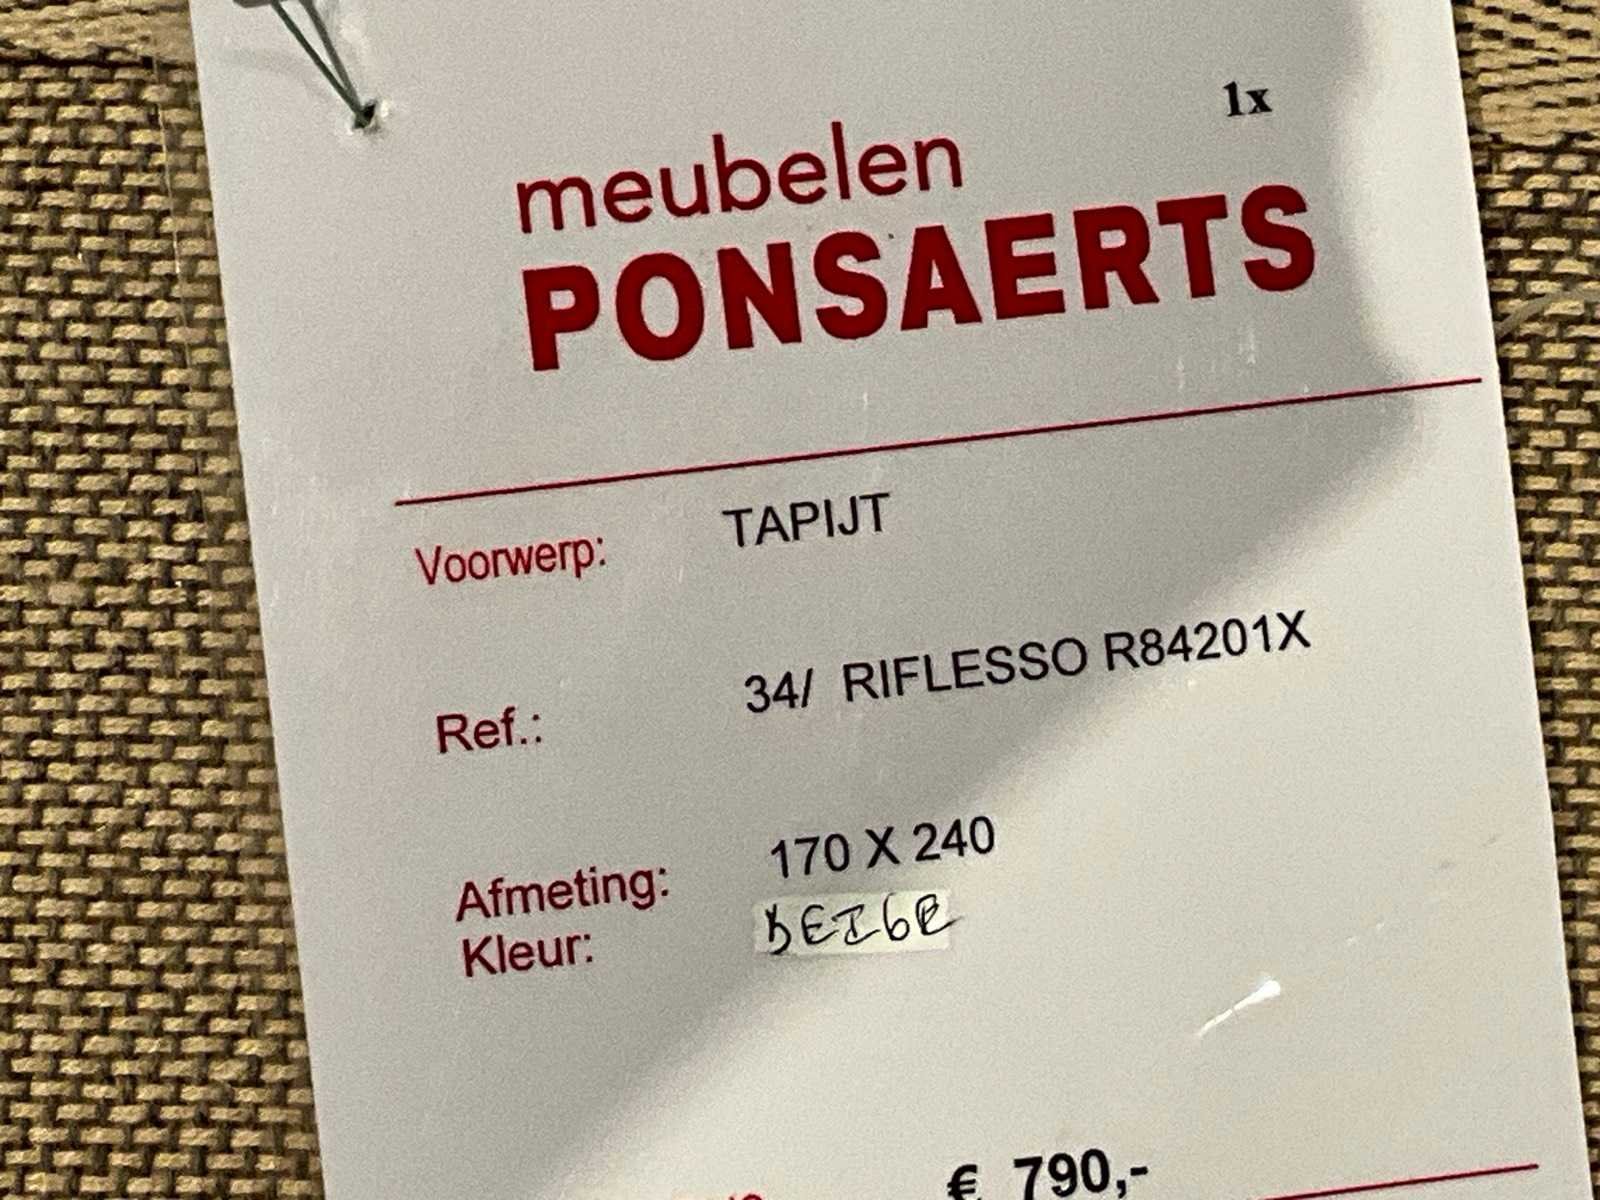 1x
meubelen
PONSAERTS
Voorwerp: TAPIJT
Ref.: 34/ RIFLESSO R84201X
Afmeting: 170 X 240
Kleur: BEIGE
€ 790,-